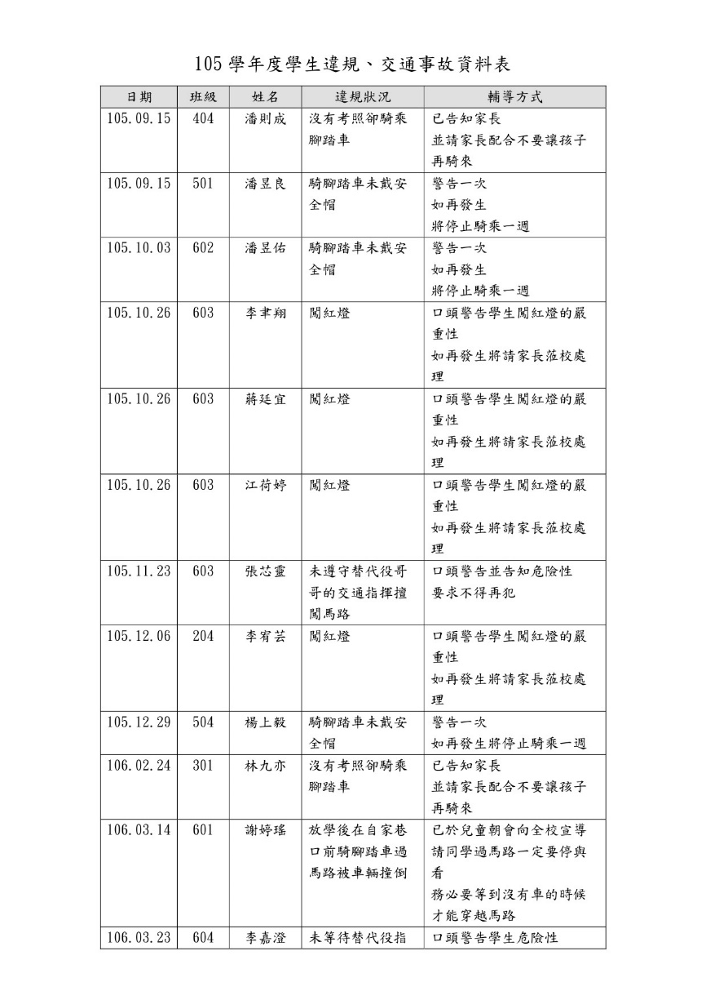 105 學年度學生違規、交通事故資料表
日期 班級 姓名 違規狀況 輔導方式
105.09.15 404 潘則成 沒有考照卻騎乘 已告知家長
腳踏車 並請家長配合不要讓孩子
再騎來
105.09.15 501 潘昱良 騎腳踏車未戴安 警告一次
全帽 如再發生
將停止騎乘一週
105.10.03 602 潘昱佑 騎腳踏車未戴安 警告一次
全帽 如再發生
將停止騎乘一週
105.10.26 603 李聿翔 闖紅燈 口頭警告學生闖紅燈的嚴
重性
如再發生將請家長蒞校處
理
105.10.26 603 蔣廷宜 闖紅燈 口頭警告學生闖紅燈的嚴
重性
如再發生將請家長蒞校處
理
105.10.26 603 江荷婷 闖紅燈 口頭警告學生闖紅燈的嚴
重性
如再發生將請家長蒞校處
理
105.11.23 603 張芯靈 未遵守替代役哥 口頭警告並告知危險性
哥的交通指揮擅 要求不得再犯
闖馬路
105.12.06 204 李宥芸 闖紅燈 口頭警告學生闖紅燈的嚴
重性
如再發生將請家長蒞校處
理
105.12.29 504 楊上毅 騎腳踏車未戴安 警告一次
全帽 如再發生將停止騎乘一週
106.02.24 301 林九亦 沒有考照卻騎乘 已告知家長
腳踏車 並請家長配合不要讓孩子
再騎來
106.03.14 601 謝婷瑤 放學後在自家巷 已於兒童朝會向全校宣導
口前騎腳踏車過 請同學過馬路一定要停與
馬路被車輛撞倒 看
務必要等到沒有車的時候
才能穿越馬路
106.03.23 604 李嘉澄 未等待替代役指 口頭警告學生危險性